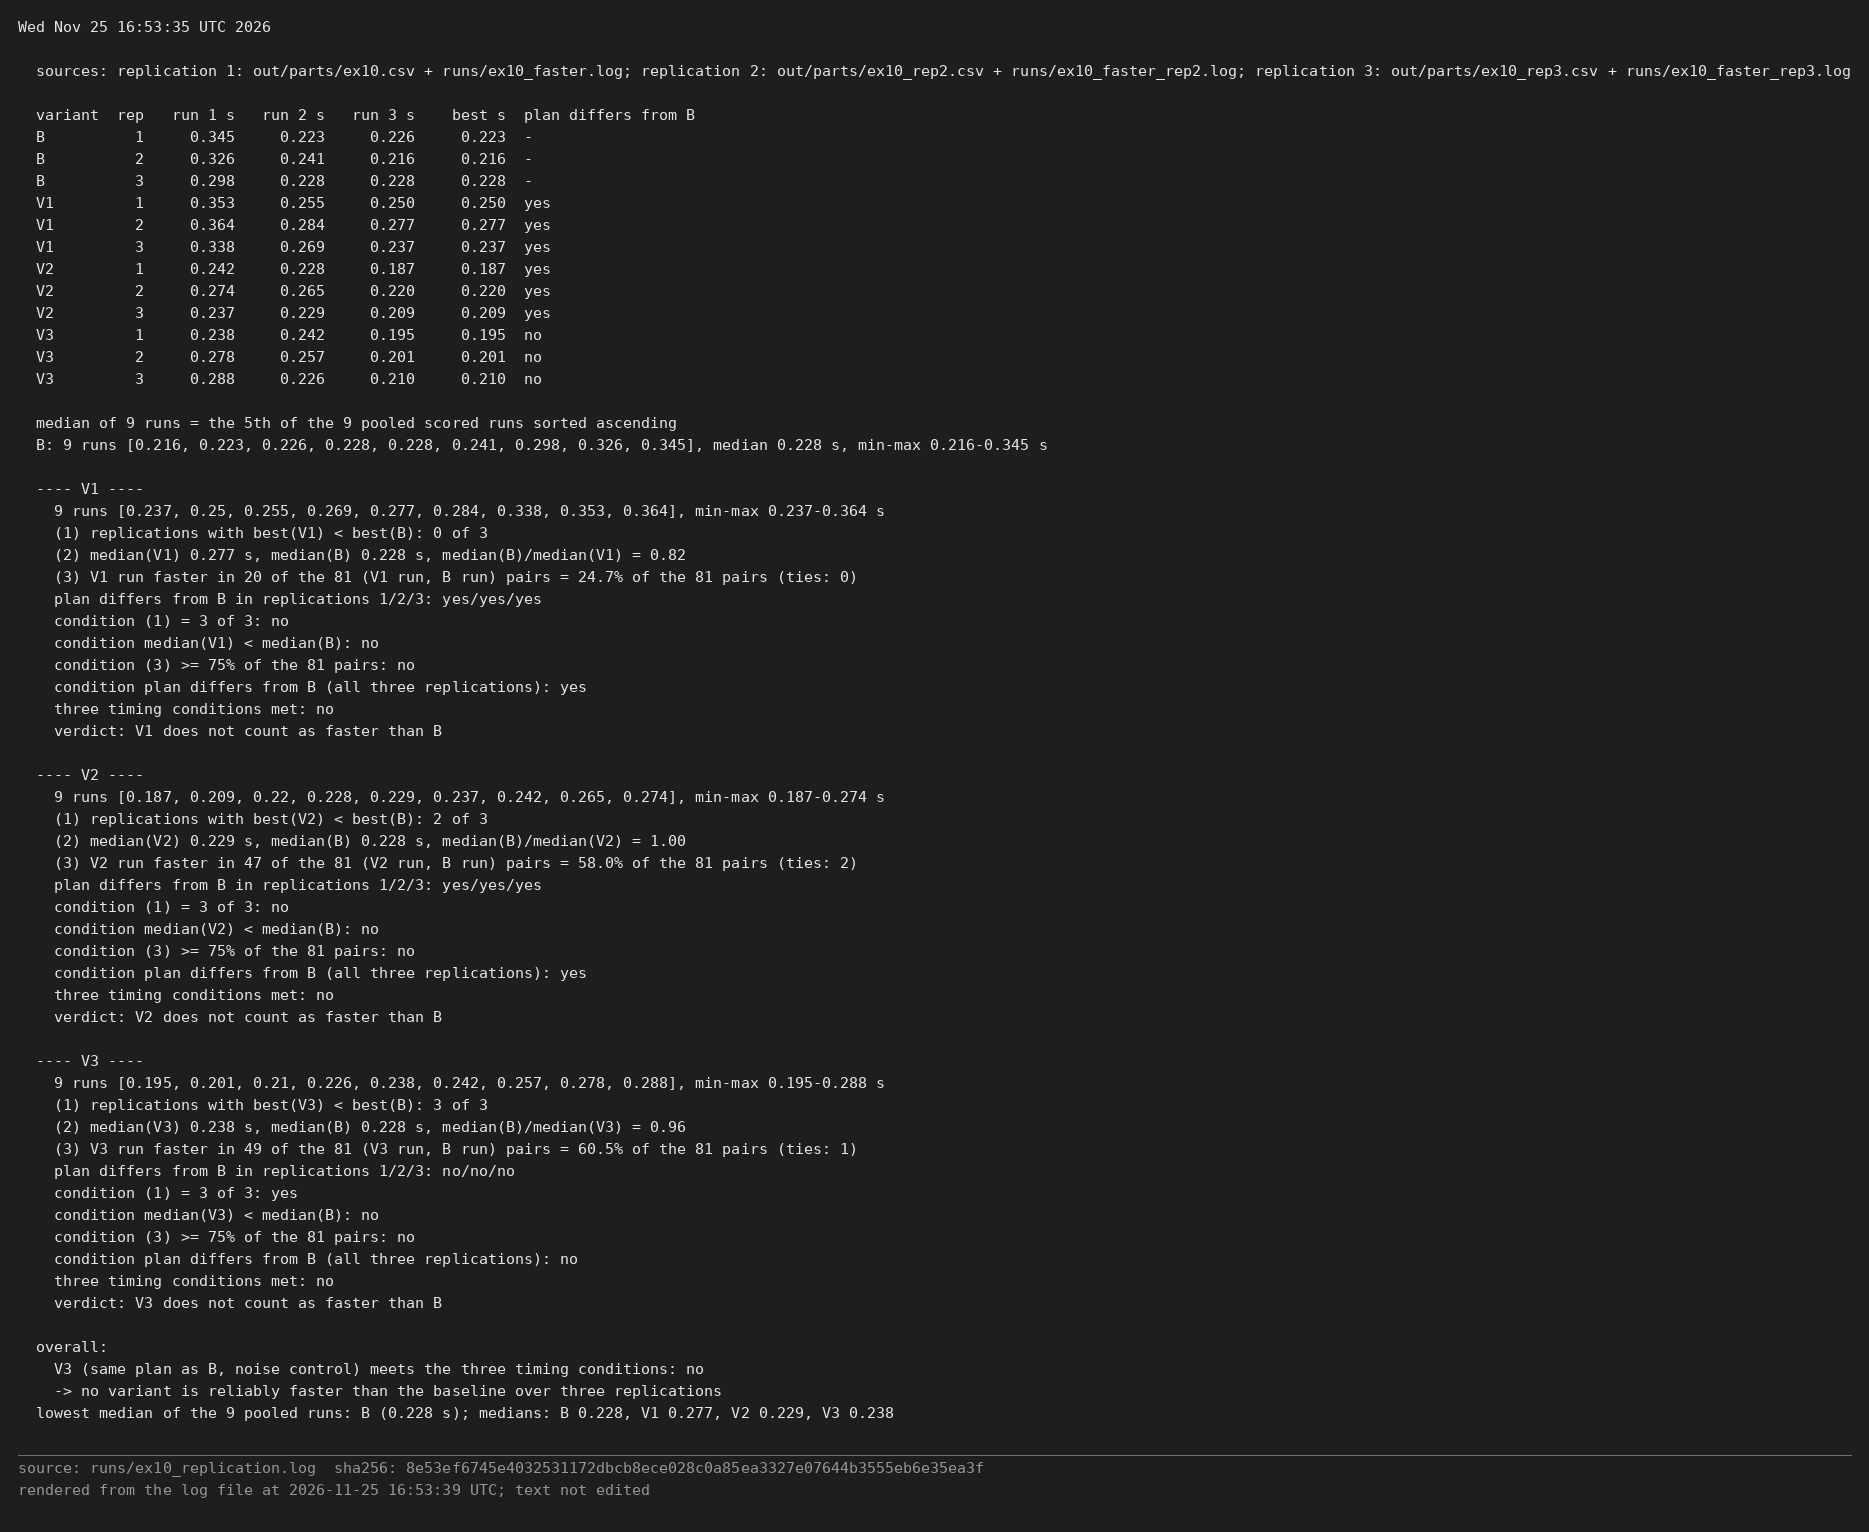 Wed Nov 25 16:53:35 UTC 2026
sources: replication 1: out/parts/ex10.csv + runs/ex10_faster.log; replication 2: out/parts/ex10_rep2.csv + runs/ex10_faster_rep2.log; replication 3: out/parts/ex10_rep3.csv + runs/ex10_faster_rep3.log
variant  rep   run 1 s   run 2 s   run 3 s    best s  plan differs from B
B          1     0.345     0.223     0.226     0.223  -
B          2     0.326     0.241     0.216     0.216  -
B          3     0.298     0.228     0.228     0.228  -
V1         1     0.353     0.255     0.250     0.250  yes
V1         2     0.364     0.284     0.277     0.277  yes
V1         3     0.338     0.269     0.237     0.237  yes
V2         1     0.242     0.228     0.187     0.187  yes
V2         2     0.274     0.265     0.220     0.220  yes
V2         3     0.237     0.229     0.209     0.209  yes
V3         1     0.238     0.242     0.195     0.195  no
V3         2     0.278     0.257     0.201     0.201  no
V3         3     0.288     0.226     0.210     0.210  no
median of 9 runs = the 5th of the 9 pooled scored runs sorted ascending
B: 9 runs [0.216, 0.223, 0.226, 0.228, 0.228, 0.241, 0.298, 0.326, 0.345], median 0.228 s, min-max 0.216-0.345 s
---- V1 ----
9 runs [0.237, 0.25, 0.255, 0.269, 0.277, 0.284, 0.338, 0.353, 0.364], min-max 0.237-0.364 s
(1) replications with best(V1) < best(B): 0 of 3
(2) median(V1) 0.277 s, median(B) 0.228 s, median(B)/median(V1) = 0.82
(3) V1 run faster in 20 of the 81 (V1 run, B run) pairs = 24.7% of the 81 pairs (ties: 0)
plan differs from B in replications 1/2/3: yes/yes/yes
condition (1) = 3 of 3: no
condition median(V1) < median(B): no
condition (3) >= 75% of the 81 pairs: no
condition plan differs from B (all three replications): yes
three timing conditions met: no
verdict: V1 does not count as faster than B
---- V2 ----
9 runs [0.187, 0.209, 0.22, 0.228, 0.229, 0.237, 0.242, 0.265, 0.274], min-max 0.187-0.274 s
(1) replications with best(V2) < best(B): 2 of 3
(2) median(V2) 0.229 s, median(B) 0.228 s, median(B)/median(V2) = 1.00
(3) V2 run faster in 47 of the 81 (V2 run, B run) pairs = 58.0% of the 81 pairs (ties: 2)
plan differs from B in replications 1/2/3: yes/yes/yes
condition (1) = 3 of 3: no
condition median(V2) < median(B): no
condition (3) >= 75% of the 81 pairs: no
condition plan differs from B (all three replications): yes
three timing conditions met: no
verdict: V2 does not count as faster than B
---- V3 ----
9 runs [0.195, 0.201, 0.21, 0.226, 0.238, 0.242, 0.257, 0.278, 0.288], min-max 0.195-0.288 s
(1) replications with best(V3) < best(B): 3 of 3
(2) median(V3) 0.238 s, median(B) 0.228 s, median(B)/median(V3) = 0.96
(3) V3 run faster in 49 of the 81 (V3 run, B run) pairs = 60.5% of the 81 pairs (ties: 1)
plan differs from B in replications 1/2/3: no/no/no
condition (1) = 3 of 3: yes
condition median(V3) < median(B): no
condition (3) >= 75% of the 81 pairs: no
condition plan differs from B (all three replications): no
three timing conditions met: no
verdict: V3 does not count as faster than B
overall:
V3 (same plan as B, noise control) meets the three timing conditions: no
-> no variant is reliably faster than the baseline over three replications
lowest median of the 9 pooled runs: B (0.228 s); medians: B 0.228, V1 0.277, V2 0.229, V3 0.238
source: runs/ex10_replication.log  sha256: 8e53ef6745e4032531172dbcb8ece028c0a85ea3327e07644b3555eb6e35ea3f
rendered from the log file at 2026-11-25 16:53:39 UTC; text not edited